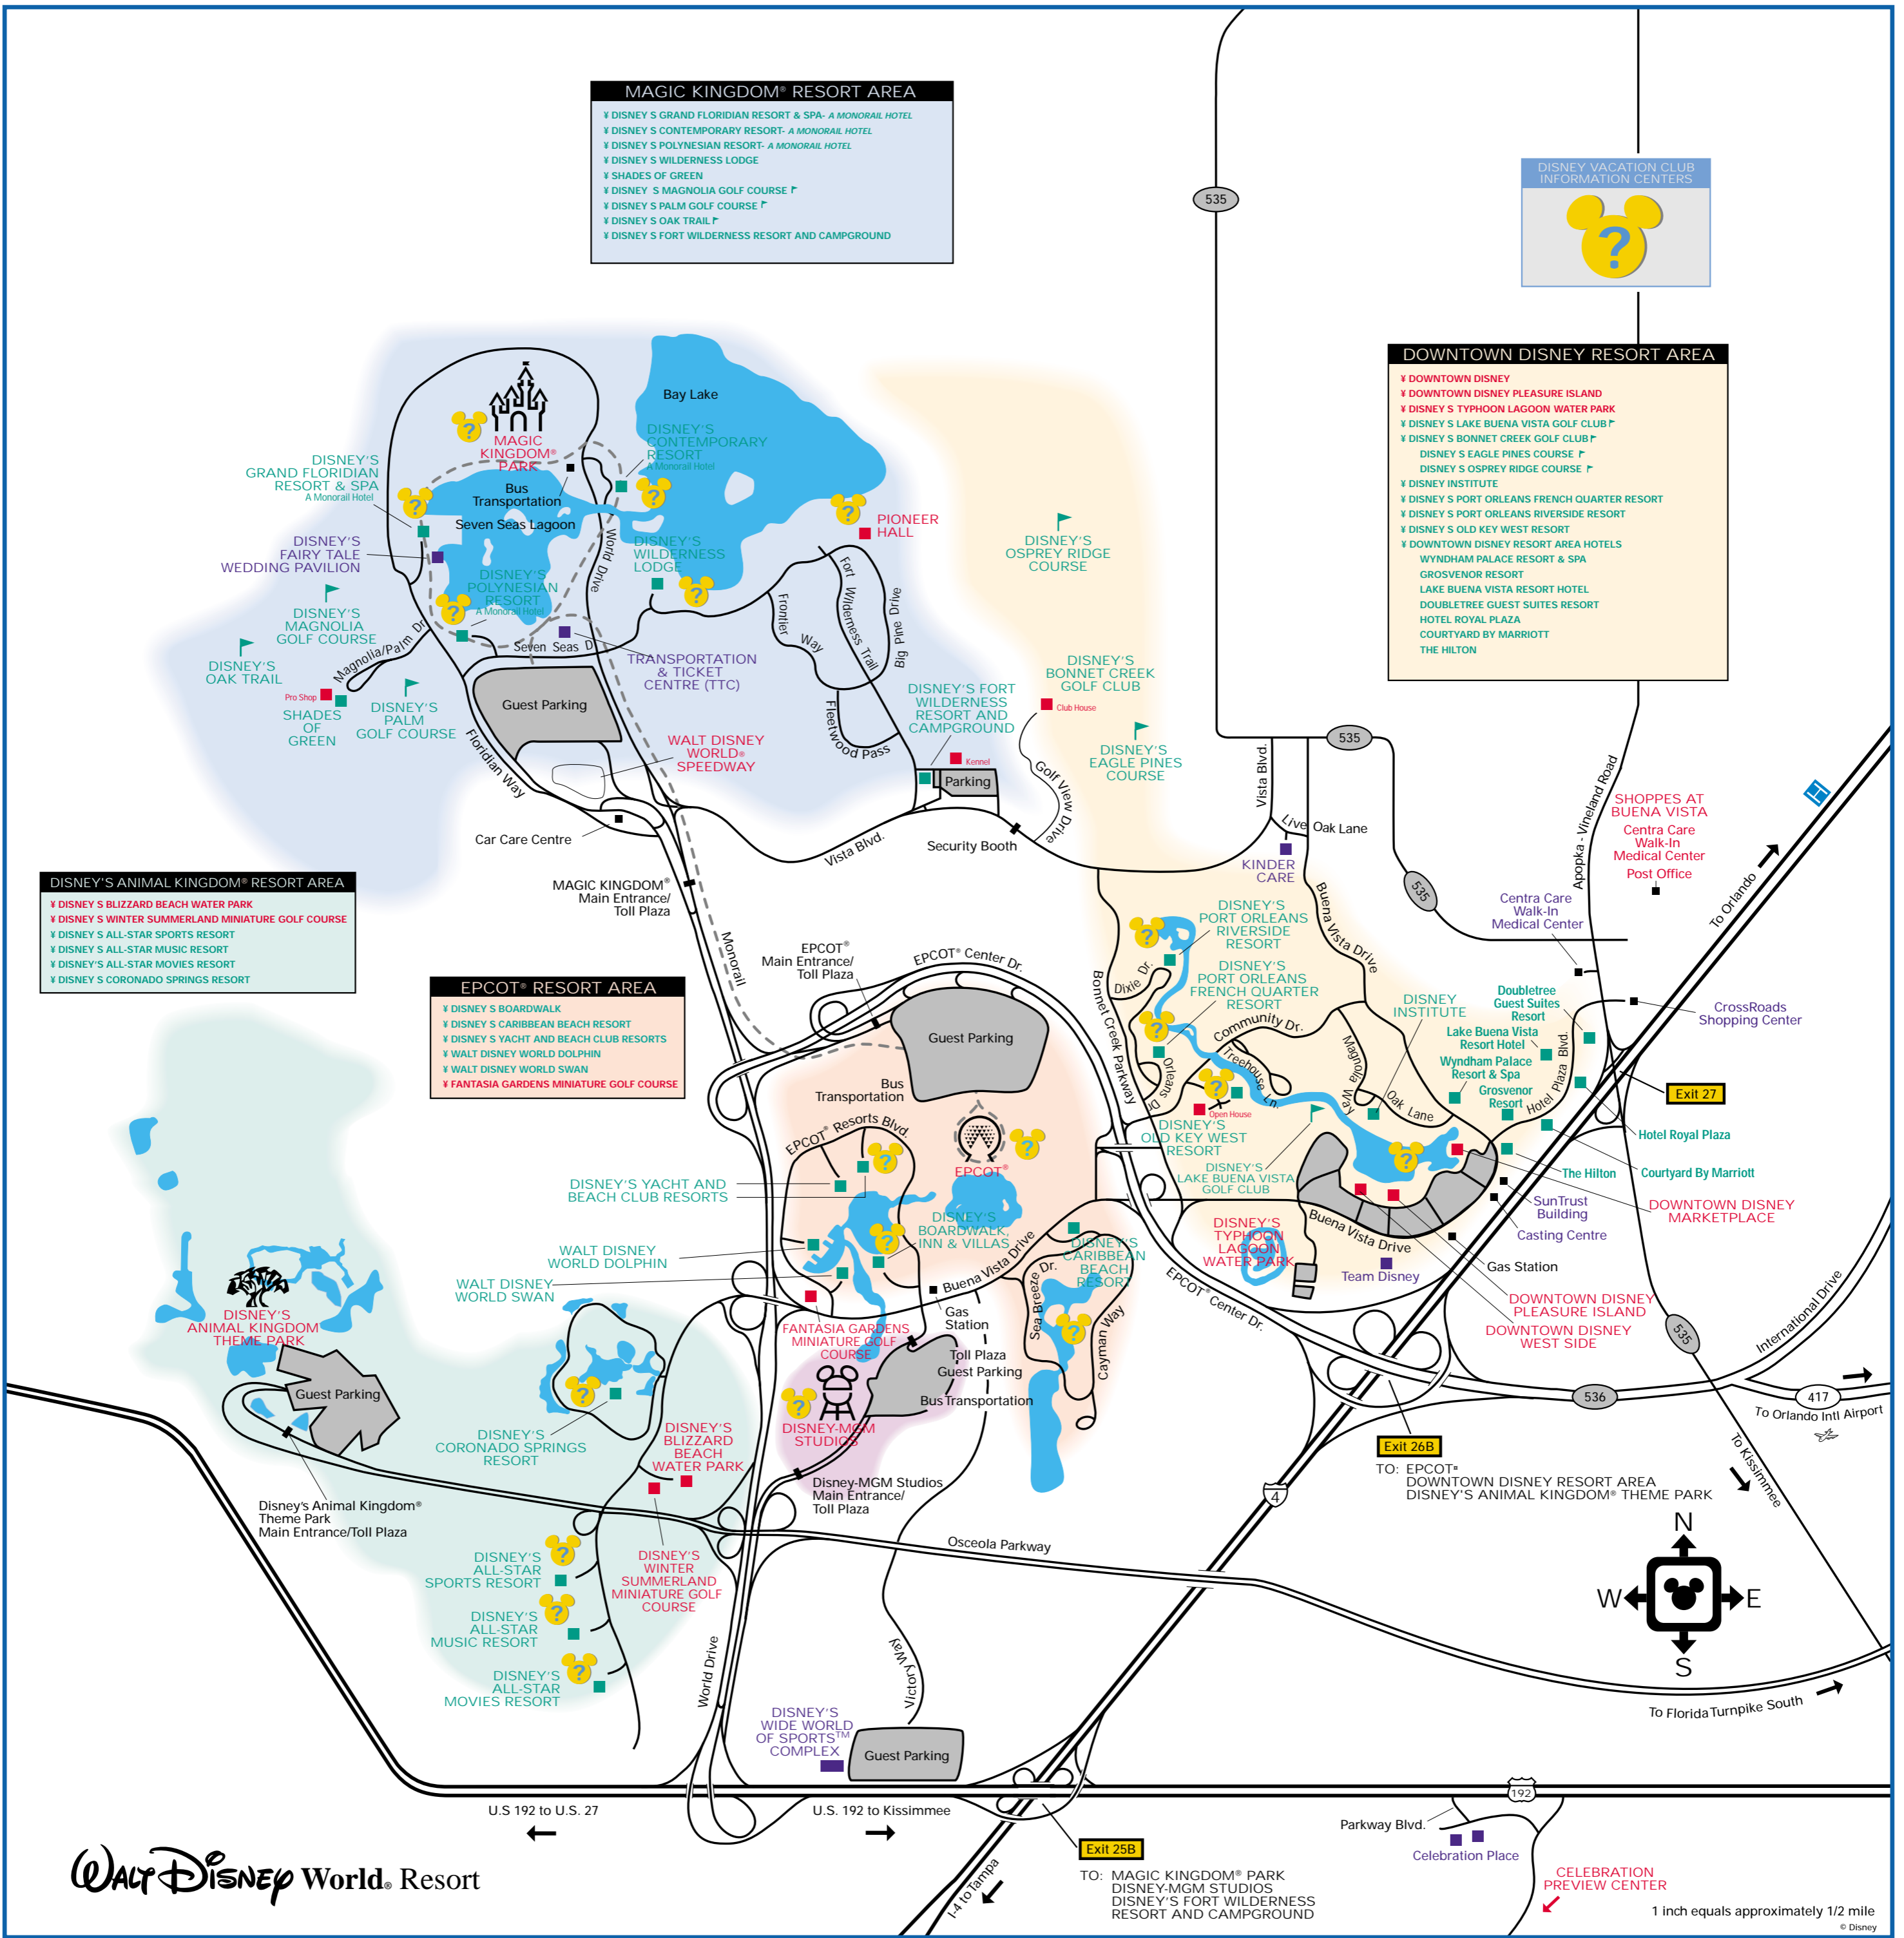 MAGIC KINGDOM® RESORT AREA
¥ DISNEY S GRAND FLORIDIAN RESORT & SPA- A MONORAIL HOTEL
¥ DISNEY S CONTEMPORARY RESORT- A MONORAIL HOTEL
¥ DISNEY S POLYNESIAN RESORT- A MONORAIL HOTEL
¥ DISNEY S WILDERNESS LODGE
¥ SHADES OF GREEN
¥ DISNEY S MAGNOLIA GOLF COURSE
¥ DISNEY S PALM GOLF COURSE
¥ DISNEY S OAK TRAIL
¥ DISNEY S FORT WILDERNESS RESORT AND CAMPGROUND
535
DISNEY VACATION CLUB
INFORMATION CENTERS
?
DOWNTOWN DISNEY RESORT AREA
¥ DOWNTOWN DISNEY
¥ DOWNTOWN DISNEY PLEASURE ISLAND
¥ DISNEY S TYPHOON LAGOON WATER PARK
¥ DISNEY S LAKE BUENA VISTA GOLF CLUB
¥ DISNEY S BONNET CREEK GOLF CLUB
DISNEY S EAGLE PINES COURSE
DISNEY S OSPREY RIDGE COURSE
¥ DISNEY INSTITUTE
¥ DISNEY S PORT ORLEANS FRENCH QUARTER RESORT
¥ DISNEY S PORT ORLEANS RIVERSIDE RESORT
¥ DISNEY S OLD KEY WEST RESORT
¥ DOWNTOWN DISNEY RESORT AREA HOTELS
WYNDHAM PALACE RESORT & SPA
GROSVENOR RESORT
LAKE BUENA VISTA RESORT HOTEL
DOUBLETREE GUEST SUITES RESORT
HOTEL ROYAL PLAZA
COURTYARD BY MARRIOTT
THE HILTON
Bay Lake
?
MAGIC
KINGDOM®
PARK
DISNEY'S
CONTEMPORARY
RESORT
A Monorail Hotel
?
DISNEY'S
GRAND FLORIDIAN
RESORT & SPA
A Monorail Hotel
?
Bus
Transportation
Seven Seas Lagoon
?
PIONEER
HALL
DISNEY'S
FAIRY TALE
WEDDING PAVILION
World Drive
DISNEY'S
WILDERNESS
LODGE
?
DISNEY'S
POLYNESIAN
RESORT
A Monorail Hotel
?
DISNEY'S
OSPREY RIDGE
COURSE
Frontier
Way
Fort Wilderness Trail
Big Pine Drive
DISNEY'S
MAGNOLIA
GOLF COURSE
Magnolia/Palm Dr.
Seven Seas D
DISNEY'S
OAK TRAIL
TRANSPORTATION
& TICKET
CENTRE (TTC)
Pro Shop
SHADES
OF
GREEN
DISNEY'S
PALM
GOLF COURSE
Guest Parking
Floridian Way
WALT DISNEY
WORLD®
SPEEDWAY
Fleetwood Pass
DISNEY'S FORT
WILDERNESS
RESORT AND
CAMPGROUND
Kennel
Parking
DISNEY'S
BONNET CREEK
GOLF CLUB
Club House
DISNEY'S
EAGLE PINES
COURSE
Golf View Drive
Vista Blvd.
535
Car Care Centre
Vista Blvd.
Security Booth
Live Oak Lane
KINDER
CARE
Apopka - Vineland Road
SHOPPES AT
BUENA VISTA
Centra Care
Walk-In
Medical Center
Post Office
H
To Orlando
535
Centra Care
Walk-In
Medical Center
MAGIC KINGDOM®
Main Entrance/
Toll Plaza
DISNEY'S ANIMAL KINGDOM® RESORT AREA
¥ DISNEY S BLIZZARD BEACH WATER PARK
¥ DISNEY S WINTER SUMMERLAND MINIATURE GOLF COURSE
¥ DISNEY S ALL-STAR SPORTS RESORT
¥ DISNEY S ALL-STAR MUSIC RESORT
¥ DISNEY'S ALL-STAR MOVIES RESORT
¥ DISNEY S CORONADO SPRINGS RESORT
Monorail
EPCOT®
Main Entrance/
Toll Plaza
EPCOT® Center Dr.
Bonnet Creek Parkway
Buena Vista Drive
DISNEY'S
PORT ORLEANS
RIVERSIDE
RESORT
?
Dixie Dr.
DISNEY'S
PORT ORLEANS
FRENCH QUARTER
RESORT
?
Orleans Dr.
Community Dr.
Treehouse Ln.
?
Open House
DISNEY'S
OLD KEY WEST
RESORT
Magnolia Way
DISNEY
INSTITUTE
Oak Lane
Doubletree
Guest Suites
Resort
Lake Buena Vista
Resort Hotel
Wyndham Palace
Resort & Spa
Grosvenor
Resort
Hotel Plaza Blvd.
CrossRoads
Shopping Center
Exit 27
Hotel Royal Plaza
The Hilton
Courtyard By Marriott
EPCOT® RESORT AREA
¥ DISNEY S BOARDWALK
¥ DISNEY S CARIBBEAN BEACH RESORT
¥ DISNEY S YACHT AND BEACH CLUB RESORTS
¥ WALT DISNEY WORLD DOLPHIN
¥ WALT DISNEY WORLD SWAN
¥ FANTASIA GARDENS MINIATURE GOLF COURSE
Guest Parking
Bus
Transportation
EPCOT® Resorts Blvd.
?
?
EPCOT®
DISNEY'S YACHT AND
BEACH CLUB RESORTS
DISNEY'S
LAKE BUENA VISTA
GOLF CLUB
?
SunTrust
Building
Casting Centre
DOWNTOWN DISNEY
MARKETPLACE
DISNEY'S
BOARDWALK,
INN & VILLAS
?
WALT DISNEY
WORLD DOLPHIN
WALT DISNEY
WORLD SWAN
Buena Vista Drive
DISNEY'S
CARIBBEAN
BEACH
RESORT
Sea Breeze Dr.
Cayman Way
?
DISNEY'S
TYPHOON
LAGOON
WATER PARK
Buena Vista Drive
Team Disney
Gas Station
DOWNTOWN DISNEY
PLEASURE ISLAND
DOWNTOWN DISNEY
WEST SIDE
EPCOT® Center Dr.
International Drive
535
536
417
To Orlando Intl Airport
To Kissimmee
DISNEY'S
ANIMAL KINGDOM
THEME PARK
Guest Parking
FANTASIA GARDENS
MINIATURE GOLF
COURSE
Gas
Station
Toll Plaza
Guest Parking
Bus Transportation
?
DISNEY-MGM
STUDIOS
?
DISNEY'S
CORONADO SPRINGS
RESORT
DISNEY'S
BLIZZARD
BEACH
WATER PARK
Disney-MGM Studios
Main Entrance/
Toll Plaza
Disney's Animal Kingdom®
Theme Park
Main Entrance/Toll Plaza
Exit 26B
TO: EPCOT®
DOWNTOWN DISNEY RESORT AREA
DISNEY'S ANIMAL KINGDOM® THEME PARK
4
Osceola Parkway
?
DISNEY'S
ALL-STAR
SPORTS RESORT
DISNEY'S
WINTER
SUMMERLAND
MINIATURE GOLF
COURSE
?
DISNEY'S
ALL-STAR
MUSIC RESORT
?
DISNEY'S
ALL-STAR
MOVIES RESORT
World Drive
Victory Way
N
W
E
S
To Florida Turnpike South
DISNEY'S
WIDE WORLD
OF SPORTS™
COMPLEX
Guest Parking
U.S 192 to U.S. 27
U.S. 192 to Kissimmee
192
Parkway Blvd.
Celebration Place
Exit 25B
TO: MAGIC KINGDOM® PARK
DISNEY-MGM STUDIOS
DISNEY'S FORT WILDERNESS
RESORT AND CAMPGROUND
I-4 to Tampa
CELEBRATION
PREVIEW CENTER
WALT DISNEY World® Resort
1 inch equals approximately 1/2 mile
© Disney